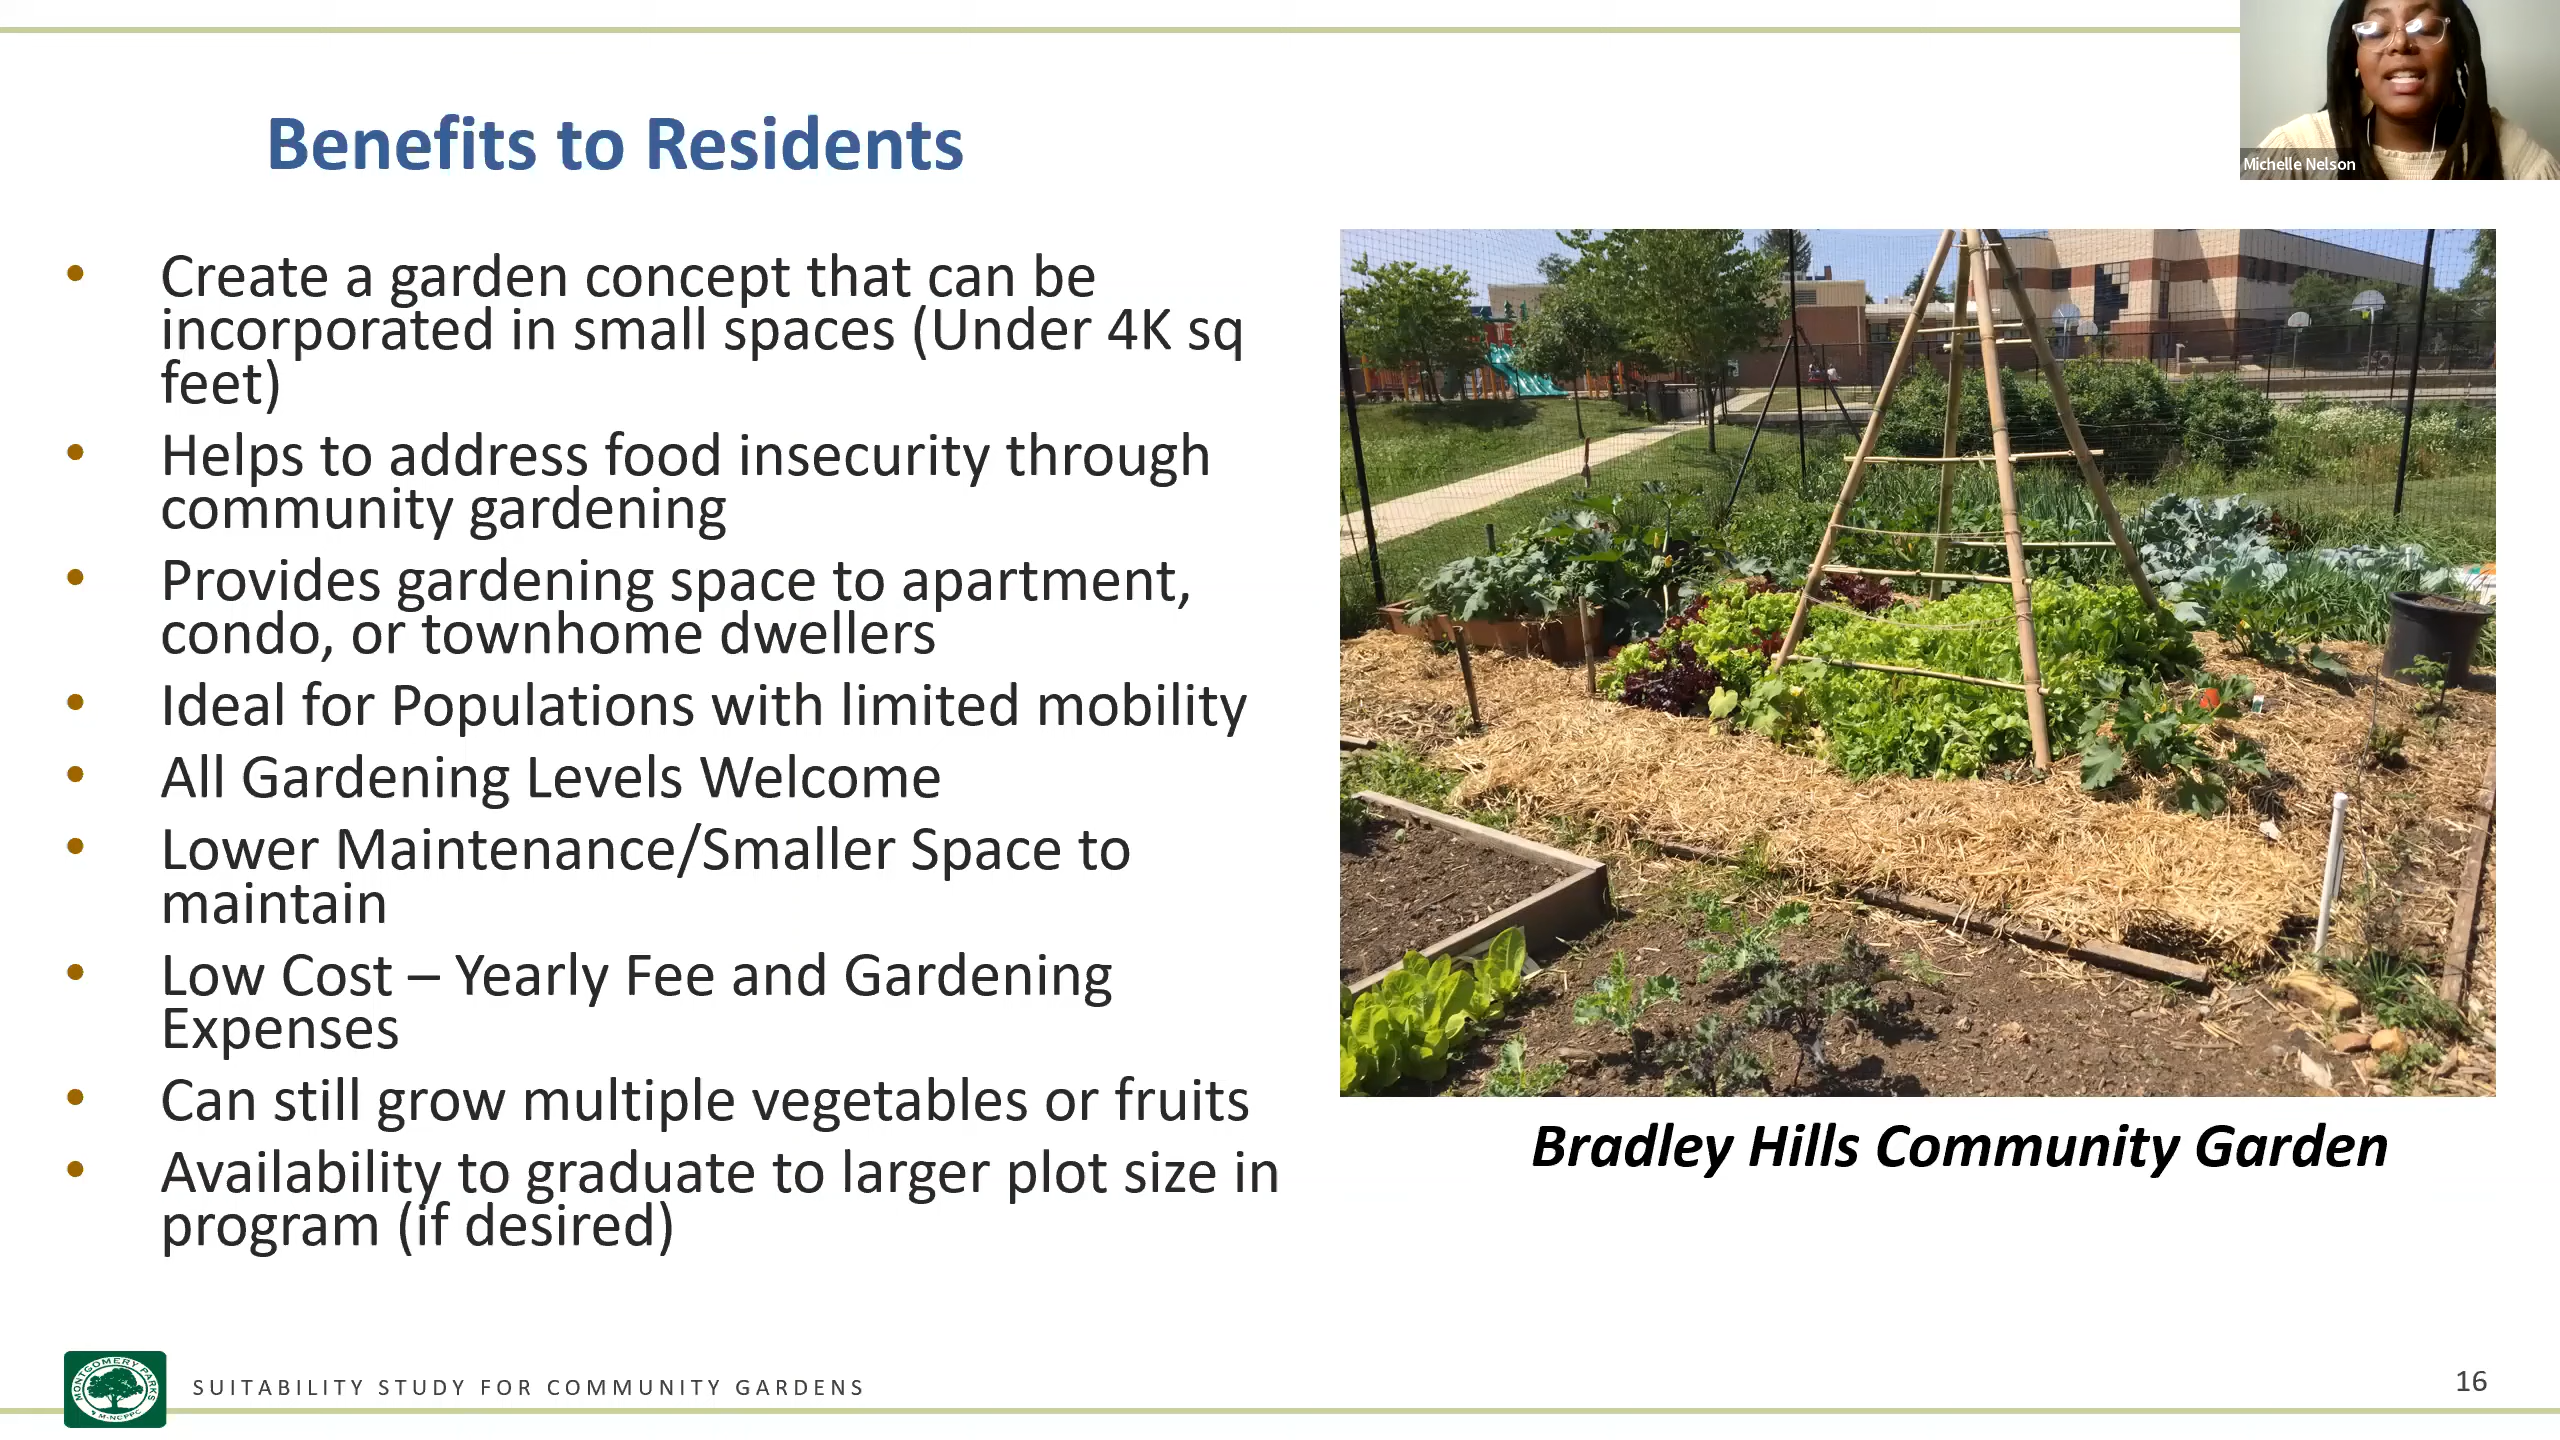 Michelle Nelson
Benefits to Residents
• Create a garden concept that can be
incorporated in small spaces (Under 4K sq
feet)
• Helps to address food insecurity through
community gardening
• Provides gardening space to apartment,
condo, or townhome dwellers
• Ideal for Populations with limited mobility
• All Gardening Levels Welcome
• Lower Maintenance/Smaller Space to
maintain
• Low Cost – Yearly Fee and Gardening
Expenses
• Can still grow multiple vegetables or fruits
• Availability to graduate to larger plot size in
program (if desired)
Bradley Hills Community Garden
MONTGOMERY PARKS
M-NCPPC
SUITABILITY STUDY FOR COMMUNITY GARDENS
16